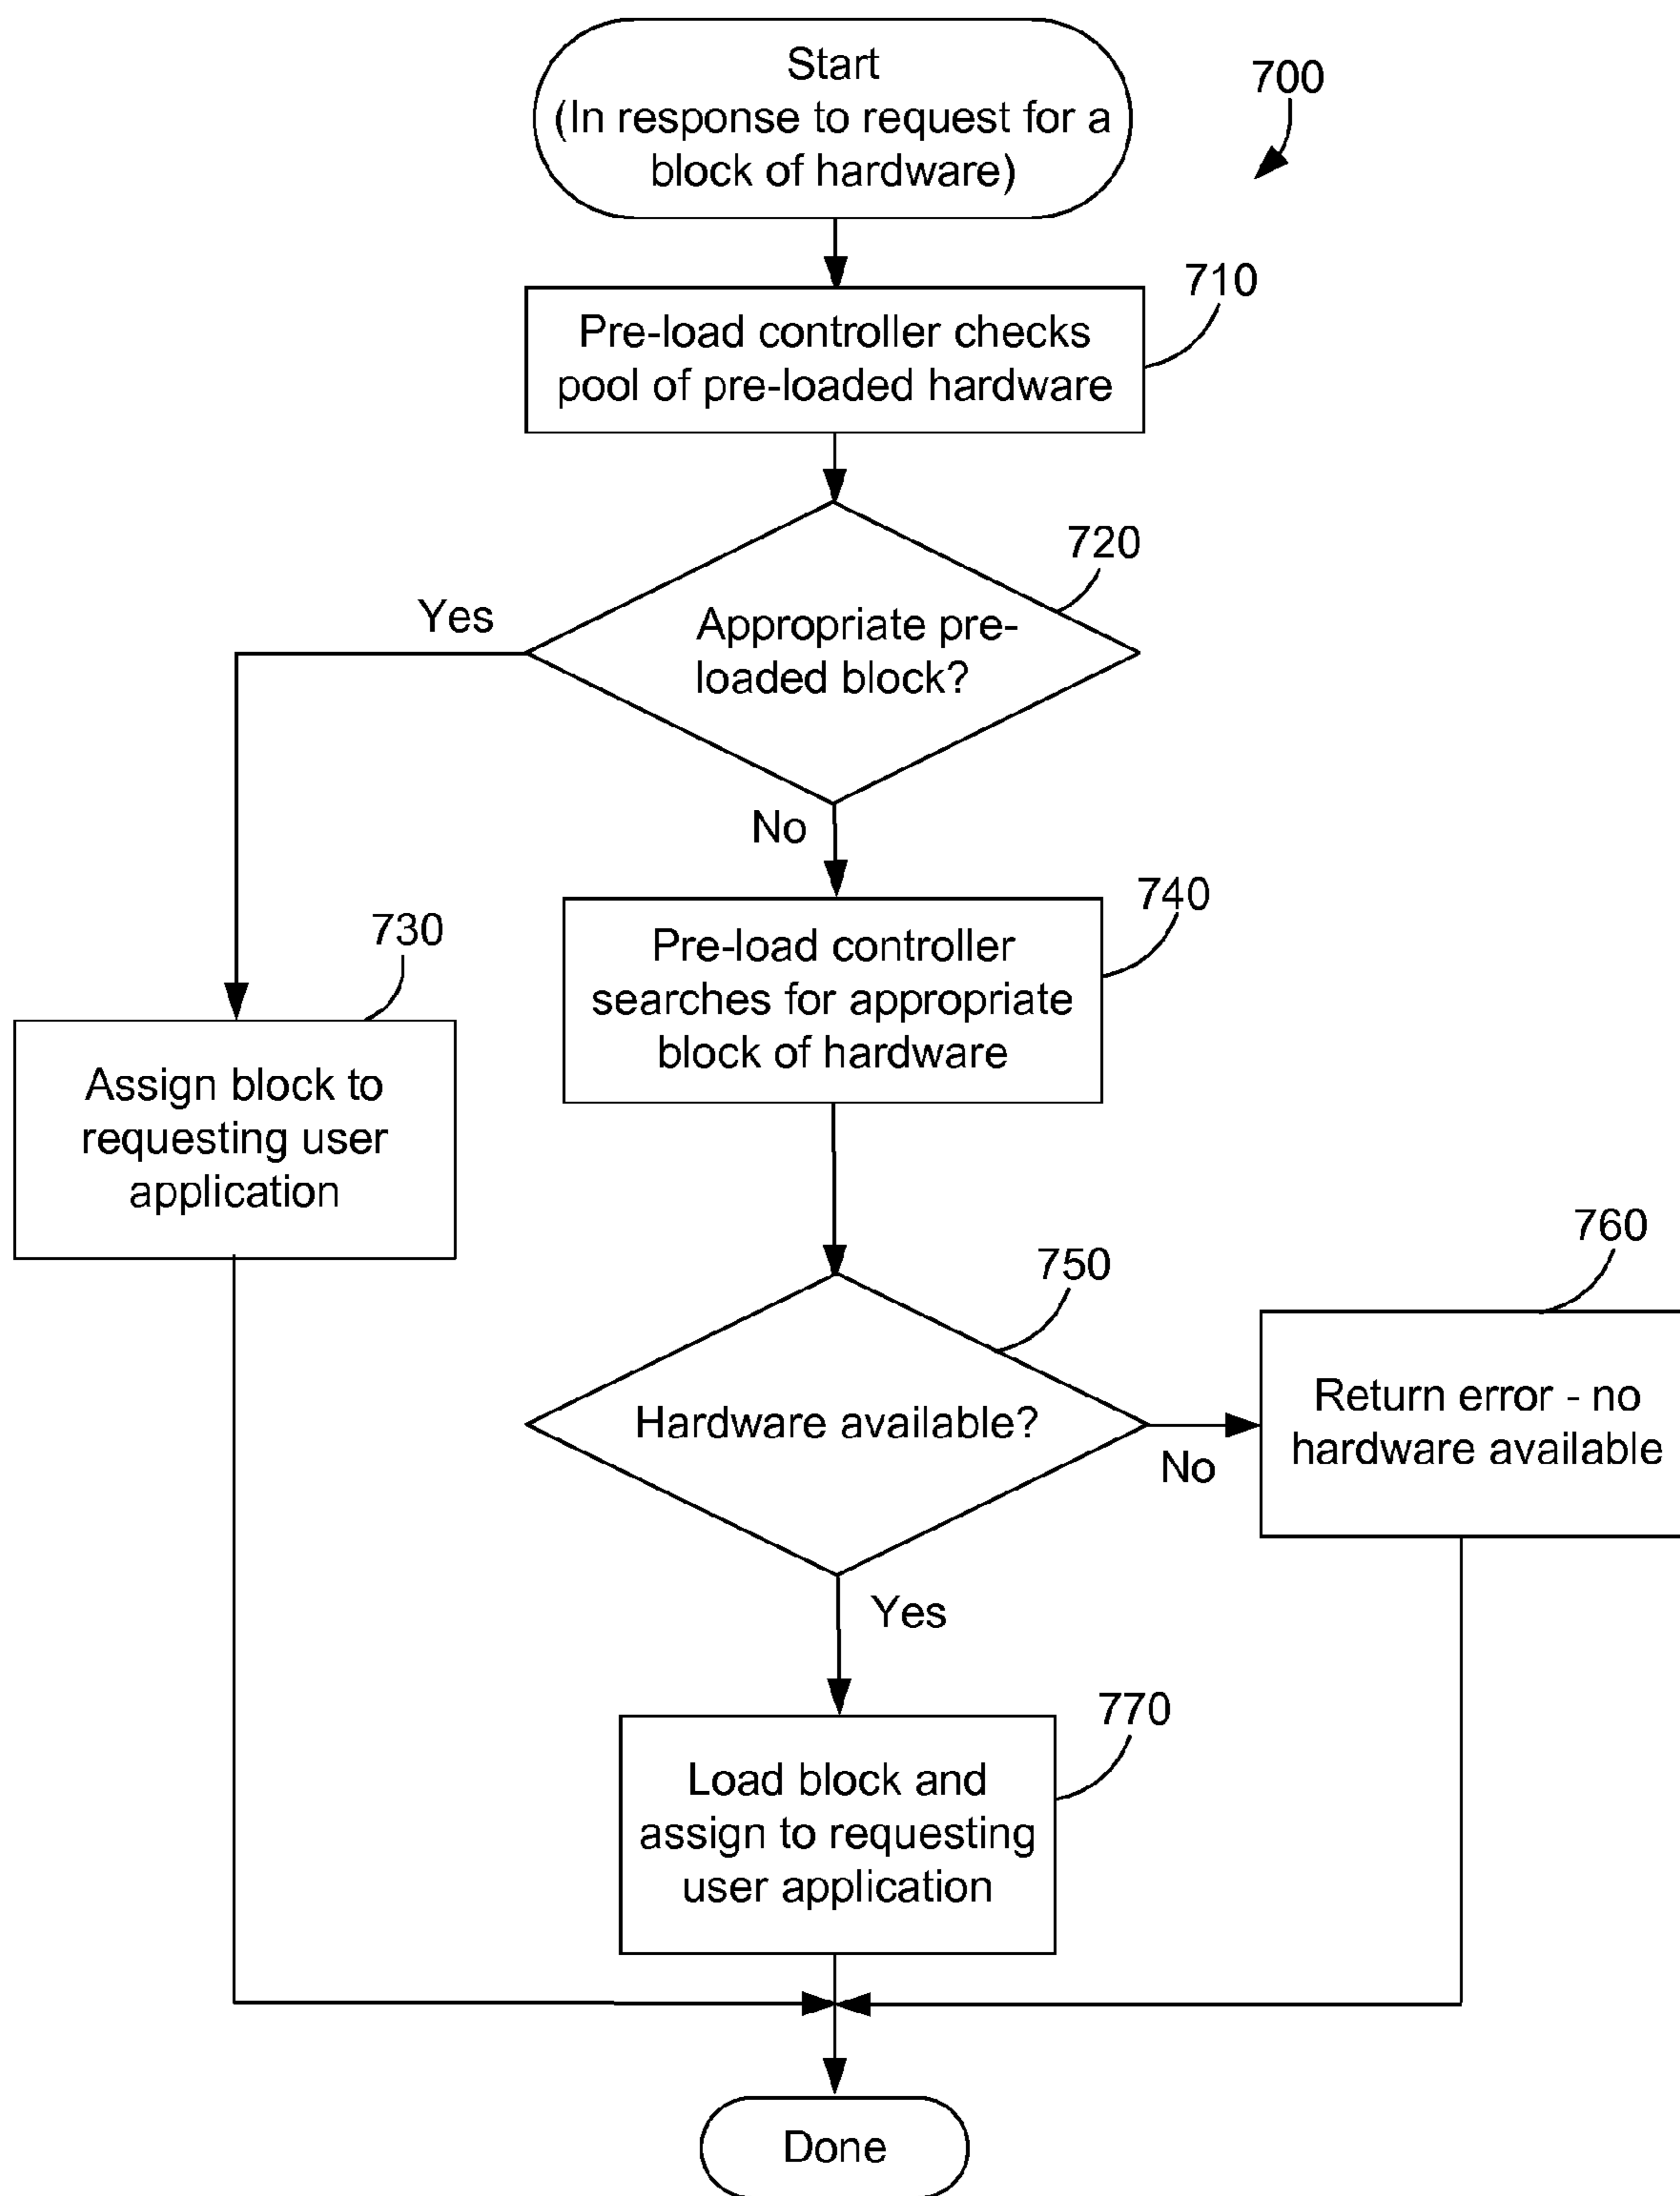 Start
(In response to request for a
block of hardware)
700
710
Pre-load controller checks
pool of pre-loaded hardware
720
Yes
Appropriate pre-
loaded block?
No
740
730
Pre-load controller
searches for appropriate
block of hardware
Assign block to
requesting user
application
760
750
Hardware available?
No
Return error - no
hardware available
Yes
770
Load block and
assign to requesting
user application
Done